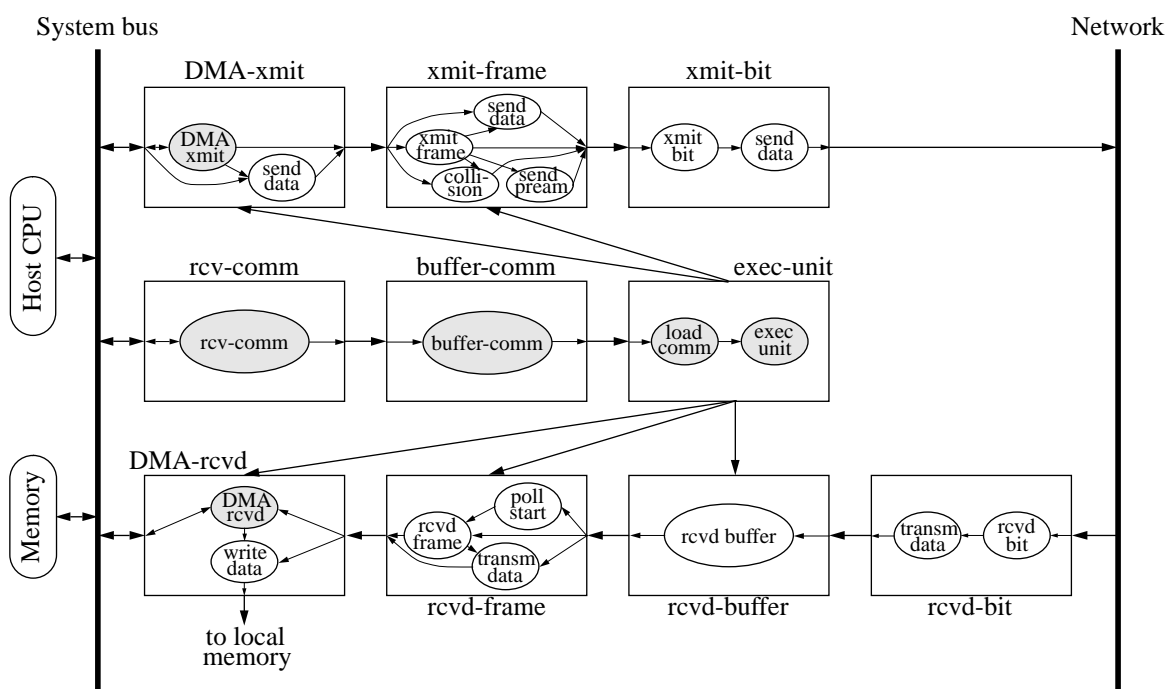 System bus
Network
DMA-xmit
xmit-frame
xmit-bit
DMA
xmit
send
data
send
data
xmit
frame
colli-
sion
send
pream
xmit
bit
send
data
Host CPU
rcv-comm
buffer-comm
exec-unit
rcv-comm
buffer-comm
load
comm
exec
unit
Memory
DMA-rcvd
DMA
rcvd
write
data
poll
start
rcvd
frame
transm
data
rcvd buffer
transm
data
rcvd
bit
rcvd-frame
rcvd-buffer
rcvd-bit
to local
memory